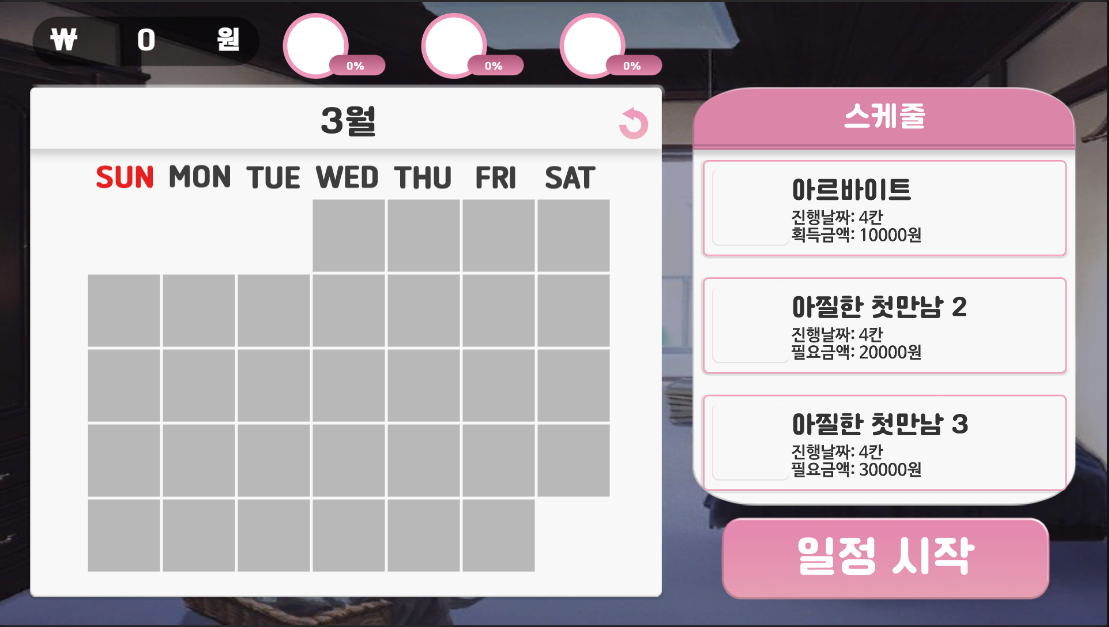 ₩ 0 원
0% 0% 0%
3월
SUN MON TUE WED THU FRI SAT
스케줄
아르바이트
진행날짜: 4칸
획득금액: 10000원
아찔한 첫만남 2
진행날짜: 4칸
필요금액: 20000원
아찔한 첫만남 3
진행날짜: 4칸
필요금액: 30000원
일정 시작